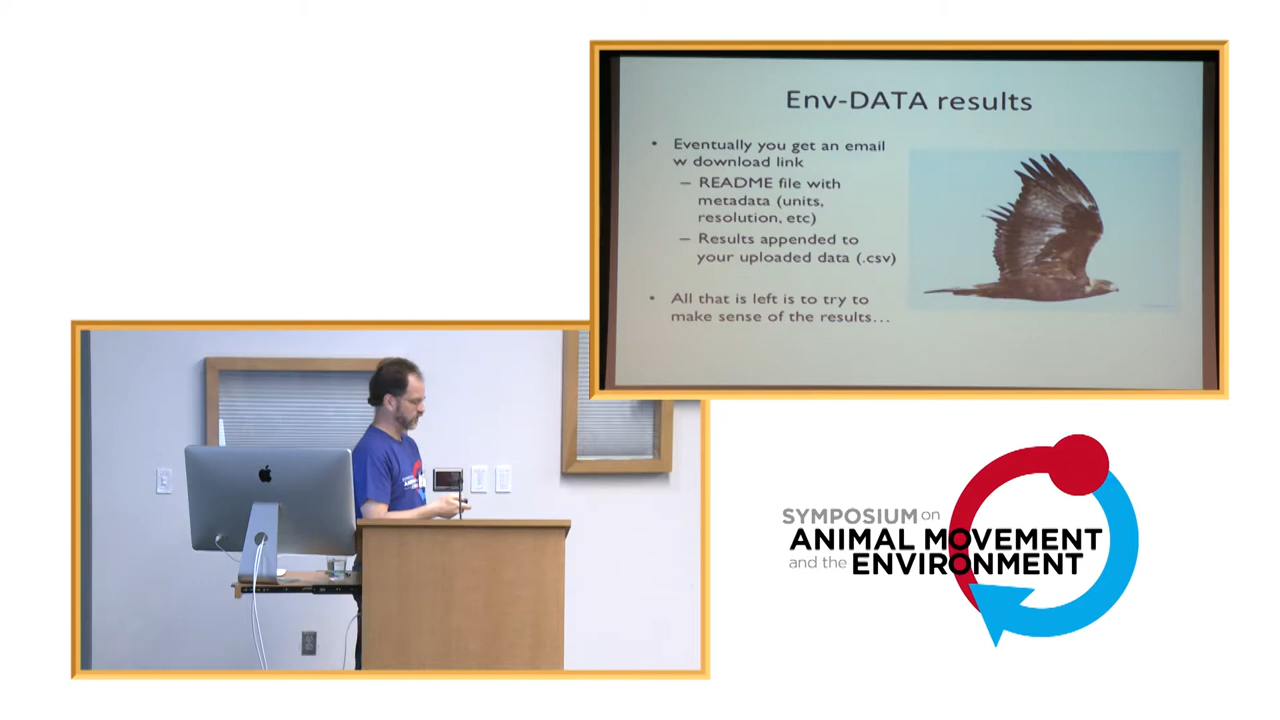 Env-DATA results
• Eventually you get an email
w download link
– README file with
metadata (units,
resolution, etc)
– Results appended to
your uploaded data (.csv)
• All that is left is to try to
make sense of the results...
SYMPOSIUM on
ANIMAL MOVEMENT
and the ENVIRONMENT